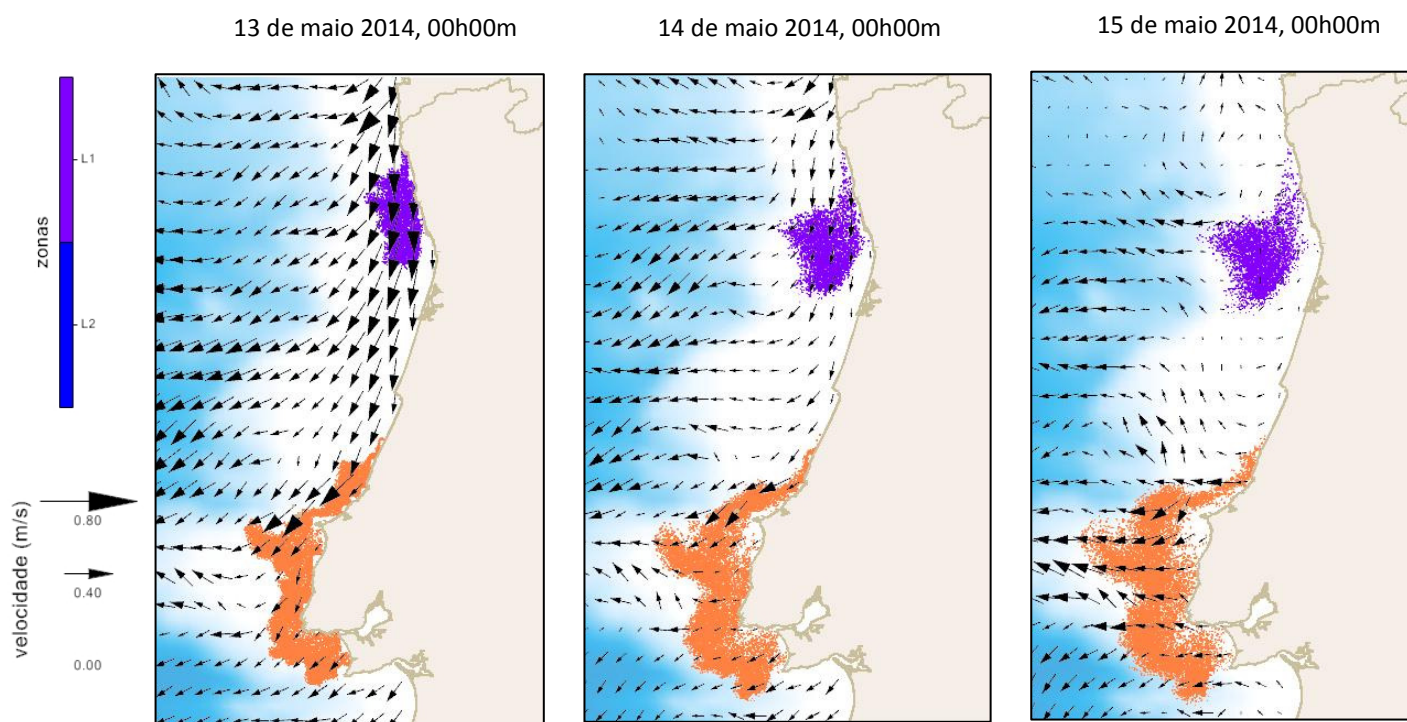 13 de maio 2014, 00h00m
14 de maio 2014, 00h00m
15 de maio 2014, 00h00m
zonas
L1
L2
velocidade (m/s)
0.80
0.40
0.00